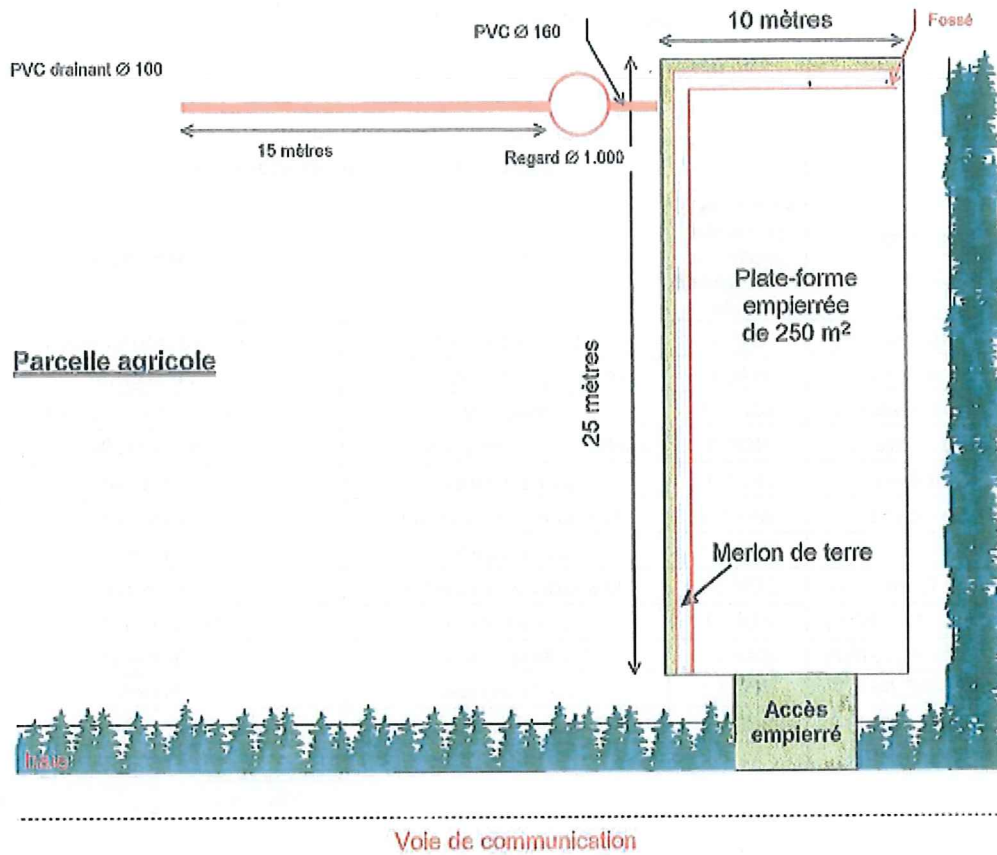 10 mètres
Fossé
PVC Ø 160
PVC drainant Ø 100
15 mètres
Regard Ø 1.000
Plate-forme
empierrée
de 250 m²
Parcelle agricole
25 mètres
Merlon de terre
Accès
empierré
haie
Voie de communication